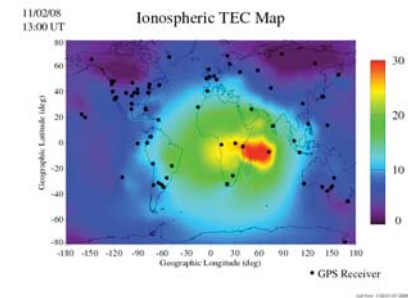 11/02/08
13:00 UT
Ionospheric TEC Map
Geographic Latitude (deg)
80
60
40
20
0
-20
-40
-60
-80
-180 -150 -120 -90 -60 -30 0 30 60 90 120 150 180
Geographic Longitude (deg)
30
20
10
0
• GPS Receiver